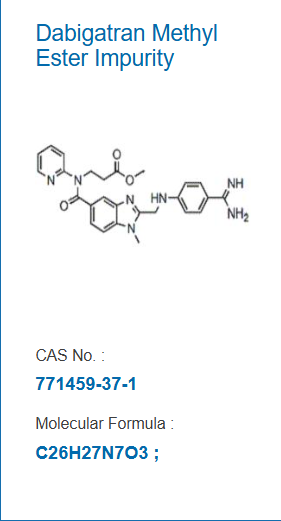 Dabigatran Methyl
Ester Impurity
N
N
O
O
O
N
N
HN
NH
NH2
CAS No. :
771459-37-1
Molecular Formula :
C26H27N7O3 ;